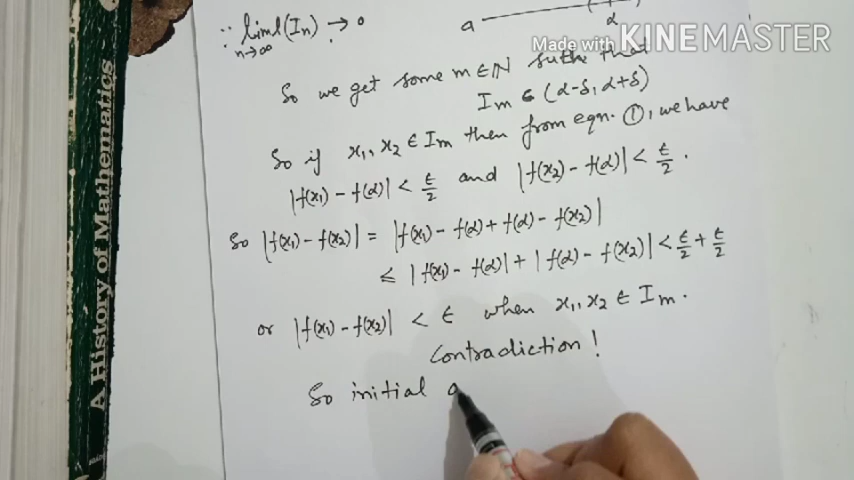 ∵ lim l(Iₙ) → 0
n→∞
a
α
Made with KINEMASTER
So we get some m ∈ ℕ suthe that
Im ⊂ (α-δ, α+δ)
So if x₁, x₂ ∈ Im then from eqn. ①, we have
|f(x₁) - f(α)| < ε/2 and |f(x₂) - f(α)| < ε/2.
So |f(x₁) - f(x₂)| = |f(x₁) - f(α) + f(α) - f(x₂)|
≤ |f(x₁) - f(α)| + |f(α) - f(x₂)| < ε/2 + ε/2
or |f(x₁) - f(x₂)| < ε when x₁, x₂ ∈ Im.
Contradiction!
So initial a
A History of Mathematics